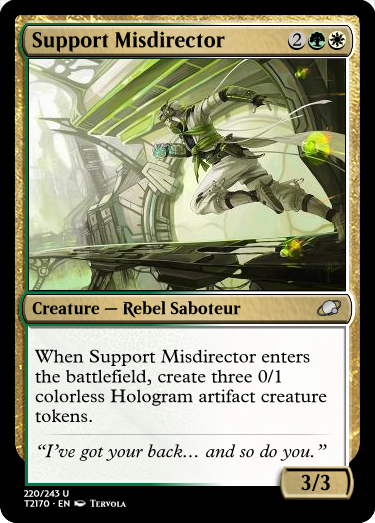 Support Misdirector 2
Creature — Rebel Saboteur
When Support Misdirector enters
the battlefield, create three 0/1
colorless Hologram artifact creature
tokens.
“I’ve got your back... and so do you.”
3/3
220/243 U
T2170 • EN Tervola